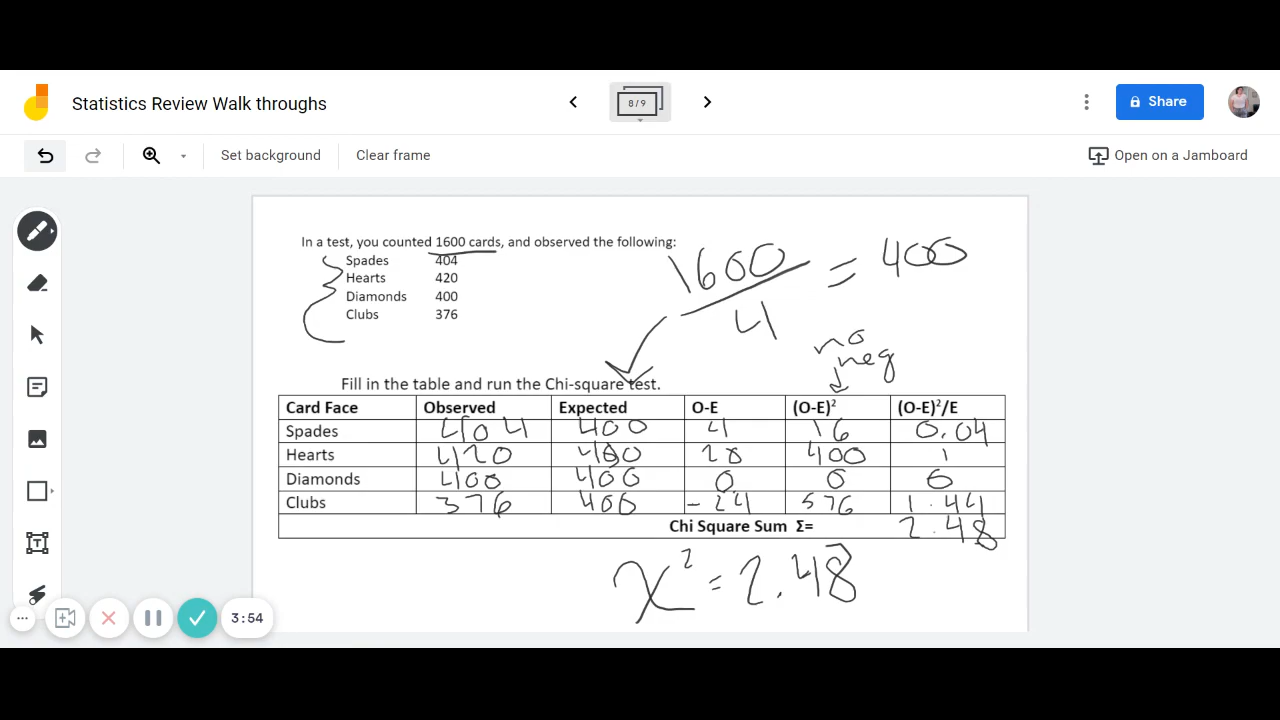 Statistics Review Walk throughs
8/9
Share
Set background
Clear frame
Open on a Jamboard
In a test, you counted 1600 cards, and observed the following:
Spades 404
Hearts 420
Diamonds 400
Clubs 376
1600
4
= 400
no
neg
Fill in the table and run the Chi-square test.
Card Face Observed Expected O-E (O-E)² (O-E)²/E
Spades 404 400 4 16 0.04
Hearts 420 400 20 400 1
Diamonds 400 400 0 0 0
Clubs 376 400 -24 576 1.44
Chi Square Sum Σ= 2.48
χ² = 2.48
3:54